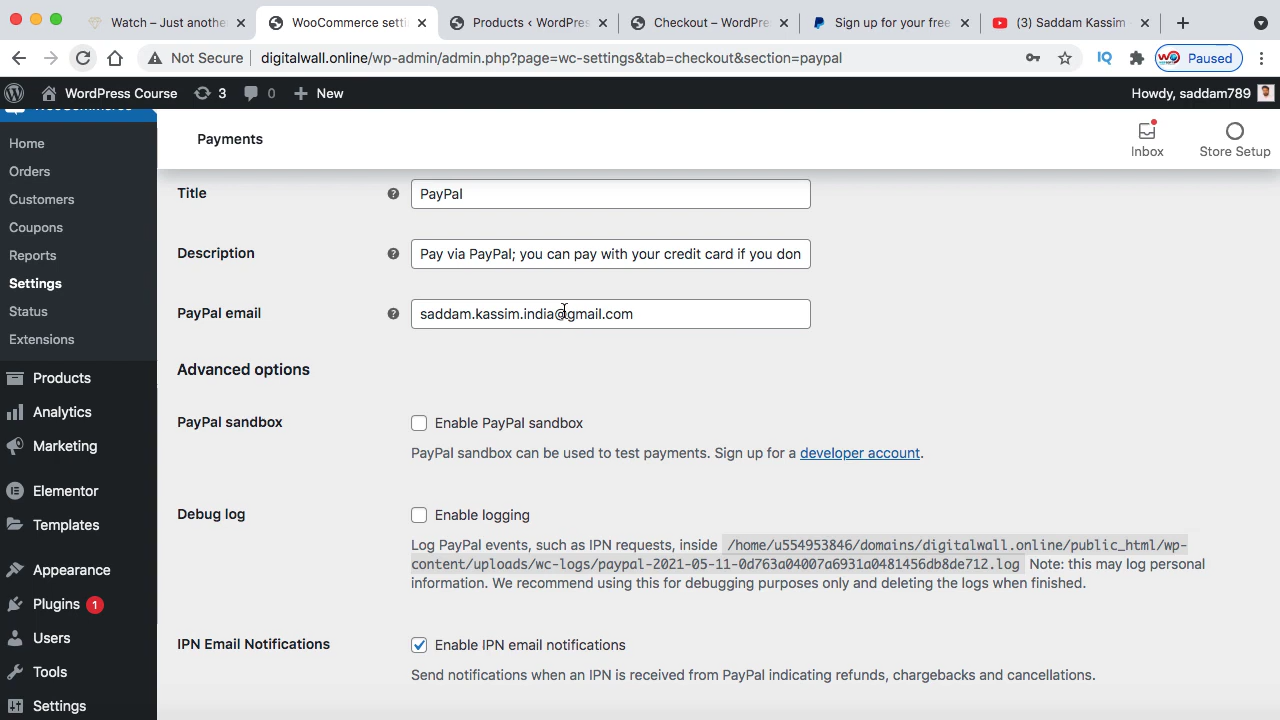 Watch – Just anothe
WooCommerce setti
Products ‹ WordPres
Checkout – WordPre
Sign up for your free
(3) Saddam Kassim -
Not Secure
digitalwall.online/wp-admin/admin.php?page=wc-settings&tab=checkout&section=paypal
IQ
Paused
WordPress Course
3
0
New
Howdy, saddam789
WooCommerce
Home
Orders
Customers
Coupons
Reports
Settings
Status
Extensions
Products
Analytics
Marketing
Elementor
Templates
Appearance
Plugins 1
Users
Tools
Settings
Payments
Inbox
Store Setup
Title
PayPal
Description
Pay via PayPal; you can pay with your credit card if you don
PayPal email
saddam.kassim.india@gmail.com
Advanced options
PayPal sandbox
Enable PayPal sandbox
PayPal sandbox can be used to test payments. Sign up for a developer account.
Debug log
Enable logging
Log PayPal events, such as IPN requests, inside /home/u554953846/domains/digitalwall.online/public_html/wp-
content/uploads/wc-logs/paypal-2021-05-11-0d763a04007a6931a0481456db8de712.log Note: this may log personal
information. We recommend using this for debugging purposes only and deleting the logs when finished.
IPN Email Notifications
Enable IPN email notifications
Send notifications when an IPN is received from PayPal indicating refunds, chargebacks and cancellations.